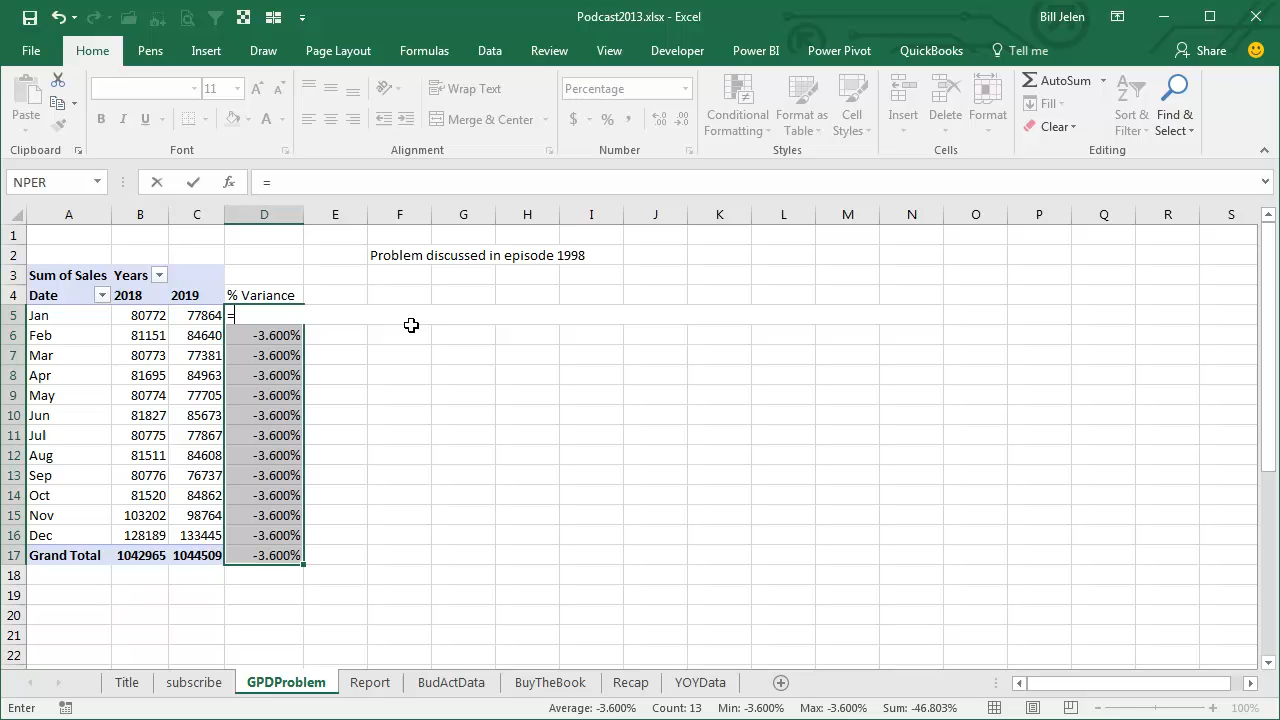 Podcast2013.xlsx - Excel
Bill Jelen
File Home Pens Insert Draw Page Layout Formulas Data Review View Developer Power BI Power Pivot QuickBooks Tell me Share
Paste
Clipboard
11
B I U A
Font
Wrap Text
Merge & Center
Alignment
Percentage
$ % ,
Number
Conditional Formatting
Format as Table
Cell Styles
Styles
Insert Delete Format
Cells
AutoSum
Fill
Clear
Sort & Filter
Find & Select
Editing
NPER fx =
A B C D E F G H I J K L M N O P Q R S
1
2 Problem discussed in episode 1998
3 Sum of Sales Years
4 Date 2018 2019 % Variance
5 Jan 80772 77864 =
6 Feb 81151 84640 -3.600%
7 Mar 80773 77381 -3.600%
8 Apr 81695 84963 -3.600%
9 May 80774 77705 -3.600%
10 Jun 81827 85673 -3.600%
11 Jul 80775 77867 -3.600%
12 Aug 81511 84608 -3.600%
13 Sep 80776 76737 -3.600%
14 Oct 81520 84862 -3.600%
15 Nov 103202 98764 -3.600%
16 Dec 128189 133445 -3.600%
17 Grand Total 1042965 1044509 -3.600%
18
19
20
21
22
Title subscribe GPDProblem Report BudActData BuyTheBook Recap YOYData
Enter Average: -3.600% Count: 13 Min: -3.600% Max: -3.600% Sum: -46.803% 100%